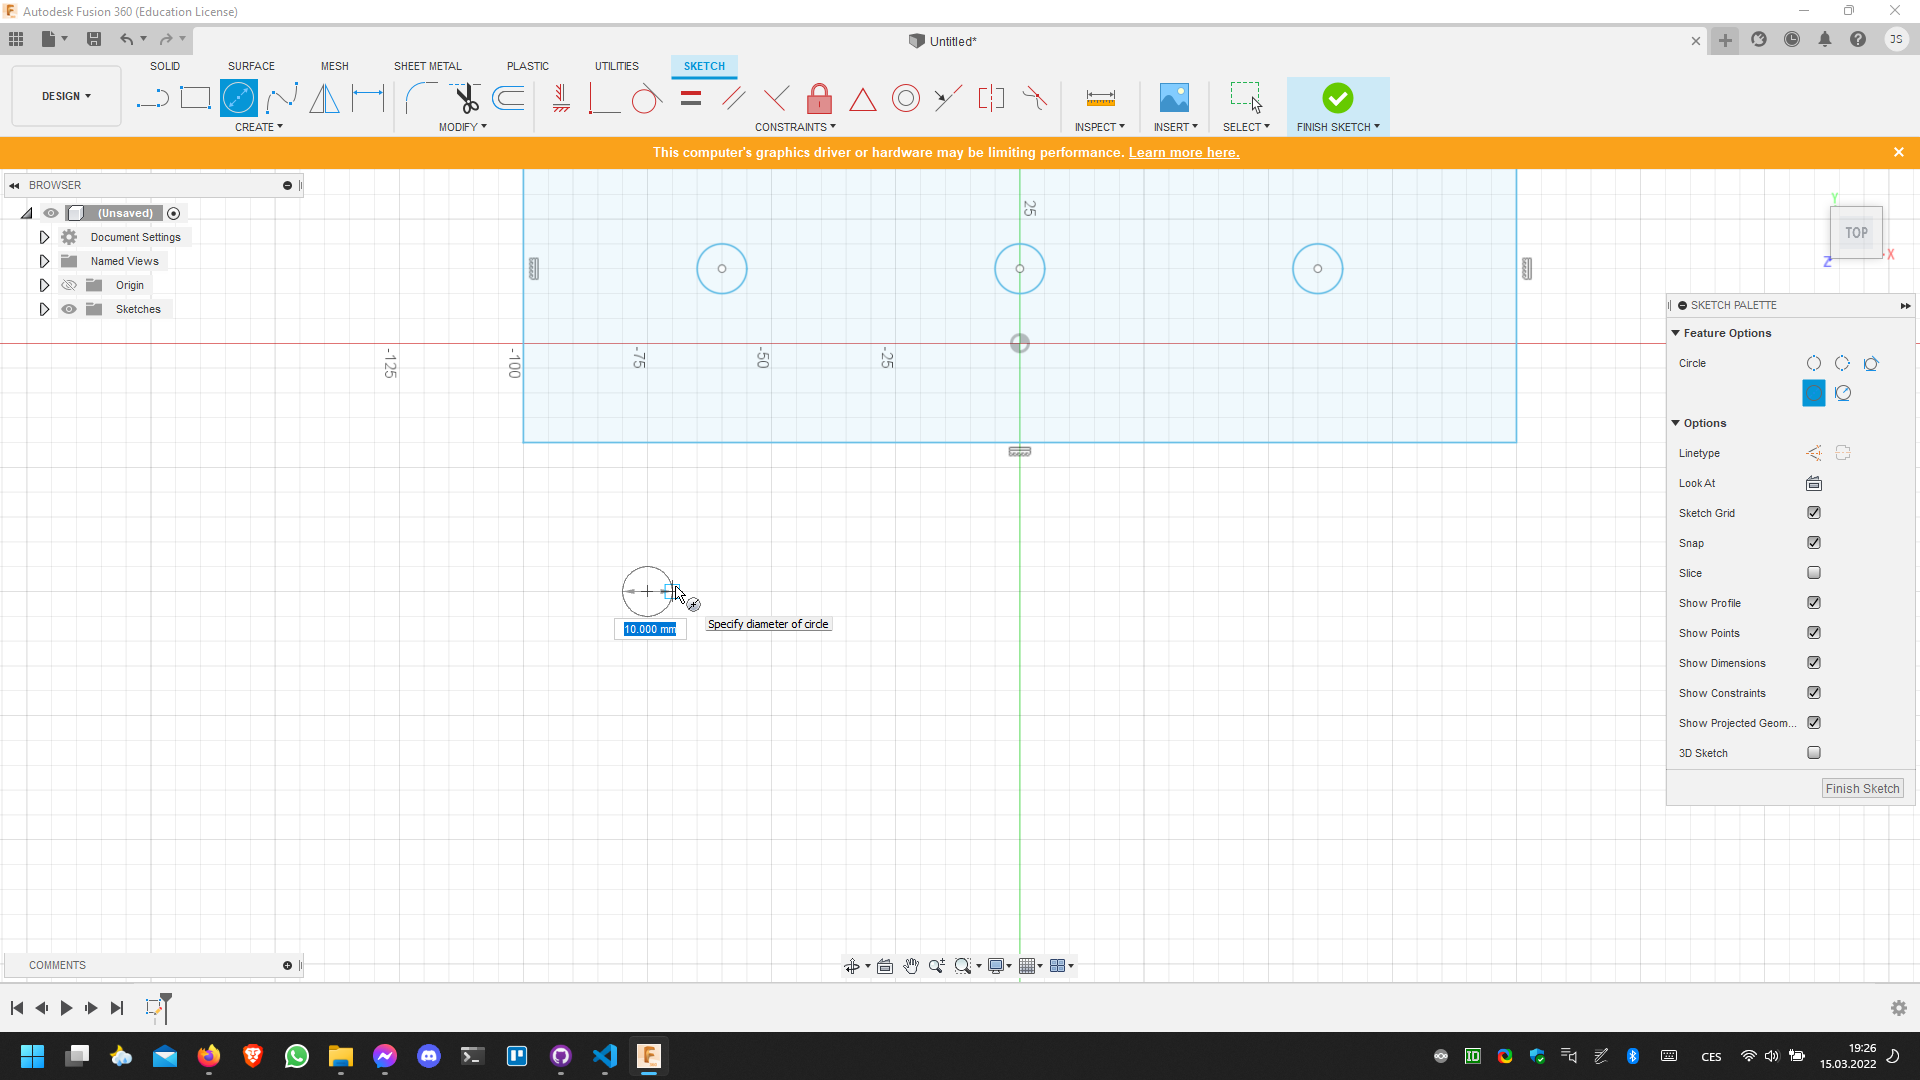 Autodesk Fusion 360 (Education License)
Untitled*
JS
SOLID
SURFACE
MESH
SHEET METAL
PLASTIC
UTILITIES
SKETCH
DESIGN
CREATE
MODIFY
CONSTRAINTS
INSPECT
INSERT
SELECT
FINISH SKETCH
This computer's graphics driver or hardware may be limiting performance. Learn more here.
BROWSER
(Unsaved)
Document Settings
Named Views
Origin
Sketches
25
-125
-100
-75
-50
-25
Y
TOP
X
Z
10.000 mm
Specify diameter of circle
SKETCH PALETTE
Feature Options
Circle
Options
Linetype
Look At
Sketch Grid
Snap
Slice
Show Profile
Show Points
Show Dimensions
Show Constraints
Show Projected Geom...
3D Sketch
Finish Sketch
COMMENTS
ID
CES
19:26
15.03.2022